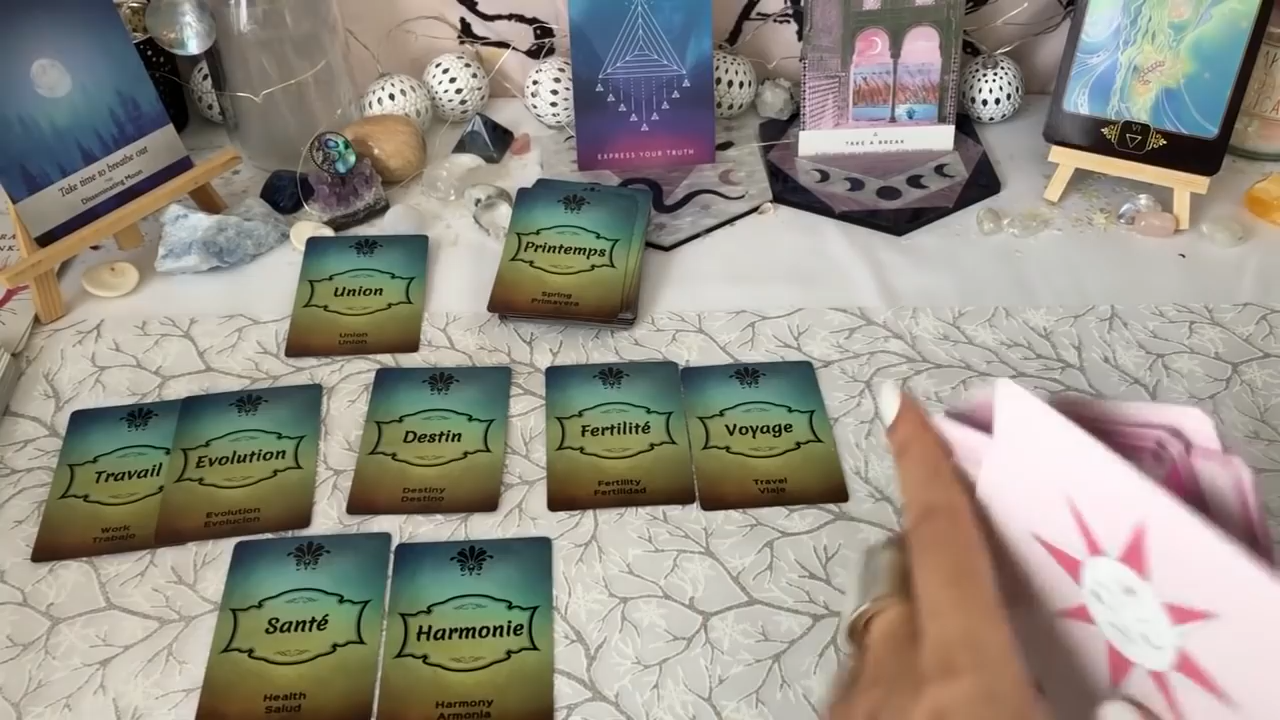 Take time to breathe out
Disseminating Moon
EXPRESS YOUR TRUTH
TAKE A BREAK
VI
Printemps
Spring
Primavera
Union
Union
Union
Travail
Work
Trabajo
Evolution
Evolution
Evolucion
Destin
Destiny
Destino
Fertilité
Fertility
Fertilidad
Voyage
Travel
Viaje
Santé
Health
Salud
Harmonie
Harmony
Armonia